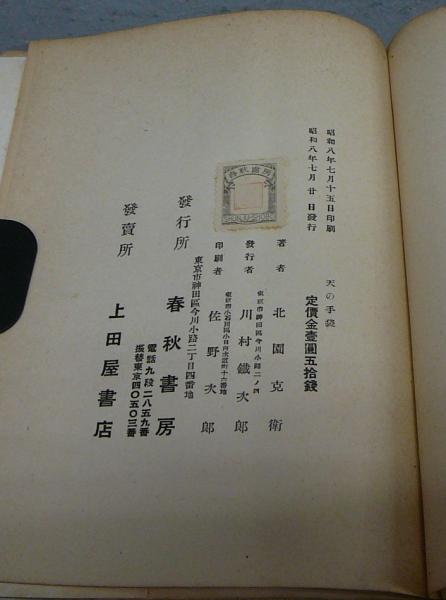 昭和八年七月十五日印刷
昭和八年七月廿日發行
天の手袋
定價金壹圓五拾錢
著者 北園克衛
東京市神田區今川小路二ノ四
發行者 川村鐵次郎
印刷者 佐野次郎
東京市神田區今川小路二丁目四番地
發行所 春秋書房
電話九段二八五九番
振替東京四〇五〇三番
發賣所 上田屋書店
春秋書房